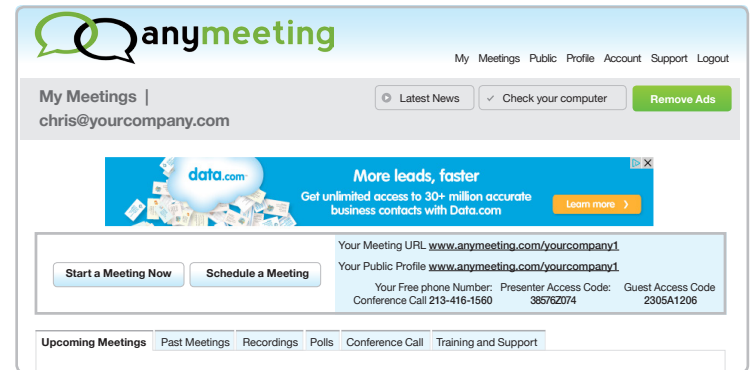 anymeeting
My Meetings Public Profile Account Support Logout
My Meetings |
chris@yourcompany.com
Latest News
Check your computer
Remove Ads
data.com
More leads, faster
Get unlimited access to 30+ million accurate
business contacts with Data.com
Learn more
Start a Meeting Now
Schedule a Meeting
Your Meeting URL www.anymeeting.com/yourcompany1
Your Public Profile www.anymeeting.com/yourcompany1
Your Free phone Number: Presenter Access Code: Guest Access Code
Conference Call 213-416-1560 38576Z074 2305A1206
Upcoming Meetings Past Meetings Recordings Polls Conference Call Training and Support